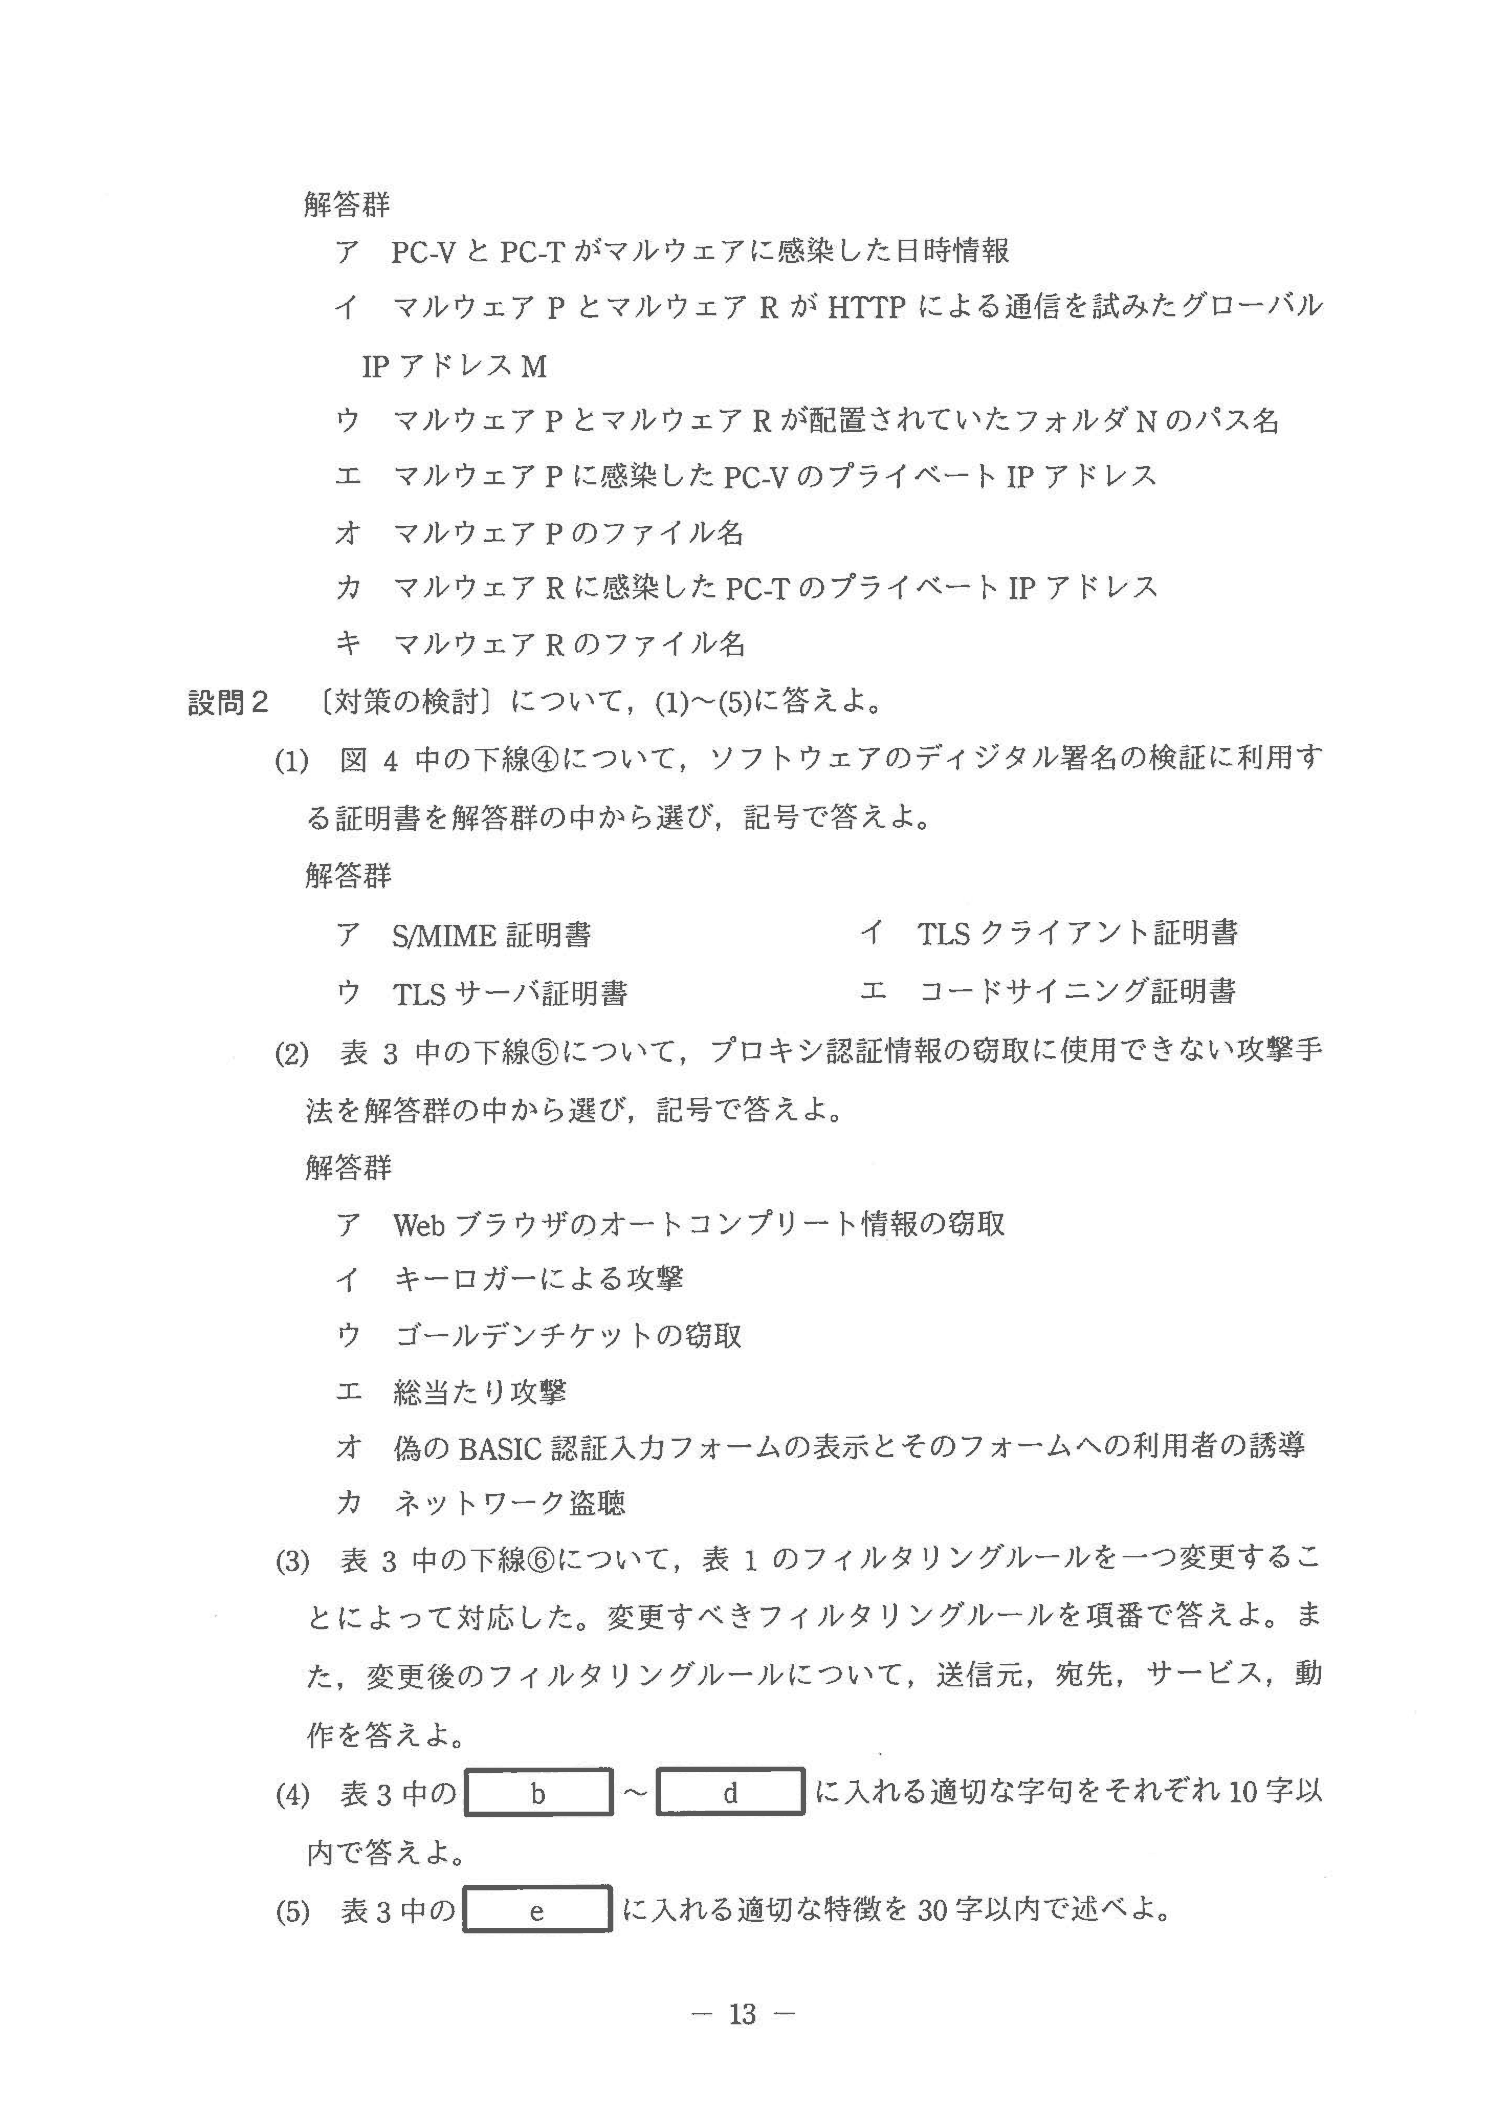 解答群
ア　PC-V と PC-T がマルウェアに感染した日時情報
イ　マルウェア P とマルウェア R が HTTP による通信を試みたグローバル
IP アドレス M
ウ　マルウェア P とマルウェア R が配置されていたフォルダ N のパス名
エ　マルウェア P に感染した PC-V のプライベート IP アドレス
オ　マルウェア P のファイル名
カ　マルウェア R に感染した PC-T のプライベート IP アドレス
キ　マルウェア R のファイル名
設問２　〔対策の検討〕について，(1)～(5)に答えよ。
(1)　図 4 中の下線④について，ソフトウェアのディジタル署名の検証に利用す
る証明書を解答群の中から選び，記号で答えよ。
解答群
ア　S/MIME 証明書　　イ　TLS クライアント証明書
ウ　TLS サーバ証明書　　エ　コードサイニング証明書
(2)　表 3 中の下線⑤について，プロキシ認証情報の窃取に使用できない攻撃手
法を解答群の中から選び，記号で答えよ。
解答群
ア　Web ブラウザのオートコンプリート情報の窃取
イ　キーロガーによる攻撃
ウ　ゴールデンチケットの窃取
エ　総当たり攻撃
オ　偽の BASIC 認証入力フォームの表示とそのフォームへの利用者の誘導
カ　ネットワーク盗聴
(3)　表 3 中の下線⑥について，表 1 のフィルタリングルールを一つ変更するこ
とによって対応した。変更すべきフィルタリングルールを項番で答えよ。ま
た，変更後のフィルタリングルールについて，送信元，宛先，サービス，動
作を答えよ。
(4)　表 3 中の b ～ d に入れる適切な字句をそれぞれ 10 字以
内で答えよ。
(5)　表 3 中の e に入れる適切な特徴を 30 字以内で述べよ。
－ 13 －